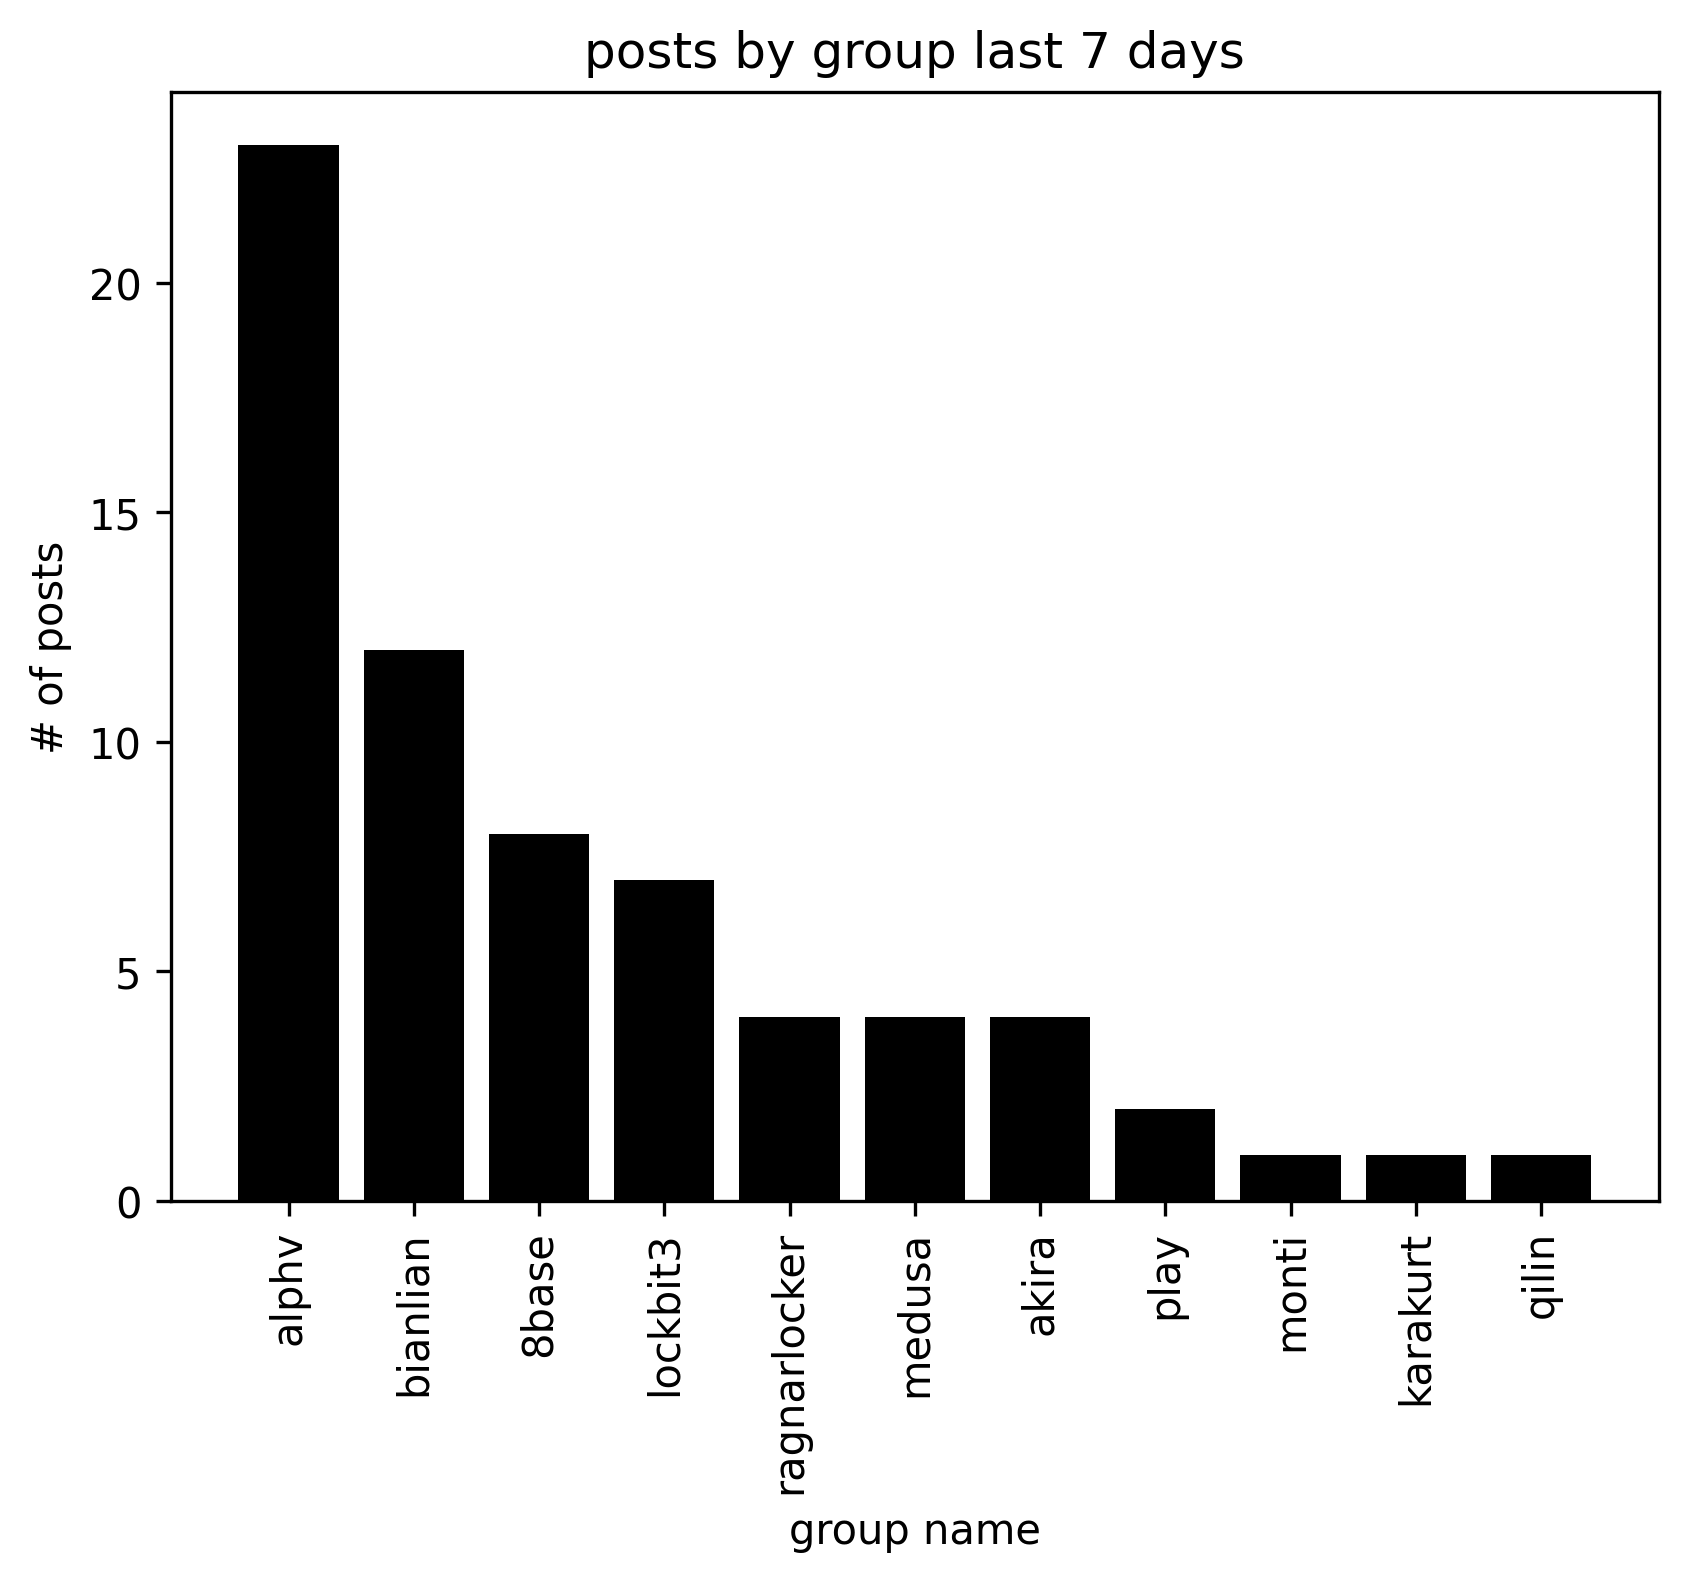 posts by group last 7 days
# of posts
20
15
10
5
0
alphv
bianlian
8base
lockbit3
ragnarlocker
medusa
akira
play
monti
karakurt
qilin
group name